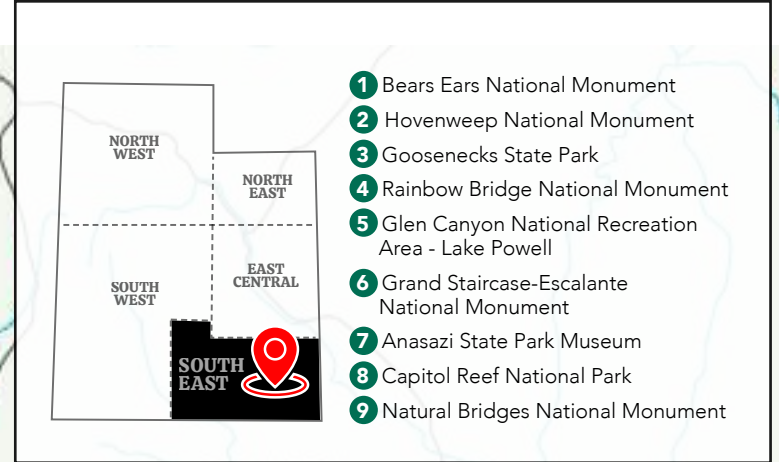 NORTH
WEST
NORTH
EAST
SOUTH
WEST
EAST
CENTRAL
SOUTH
EAST
1 Bears Ears National Monument
2 Hovenweep National Monument
3 Goosenecks State Park
4 Rainbow Bridge National Monument
5 Glen Canyon National Recreation
Area - Lake Powell
6 Grand Staircase-Escalante
National Monument
7 Anasazi State Park Museum
8 Capitol Reef National Park
9 Natural Bridges National Monument